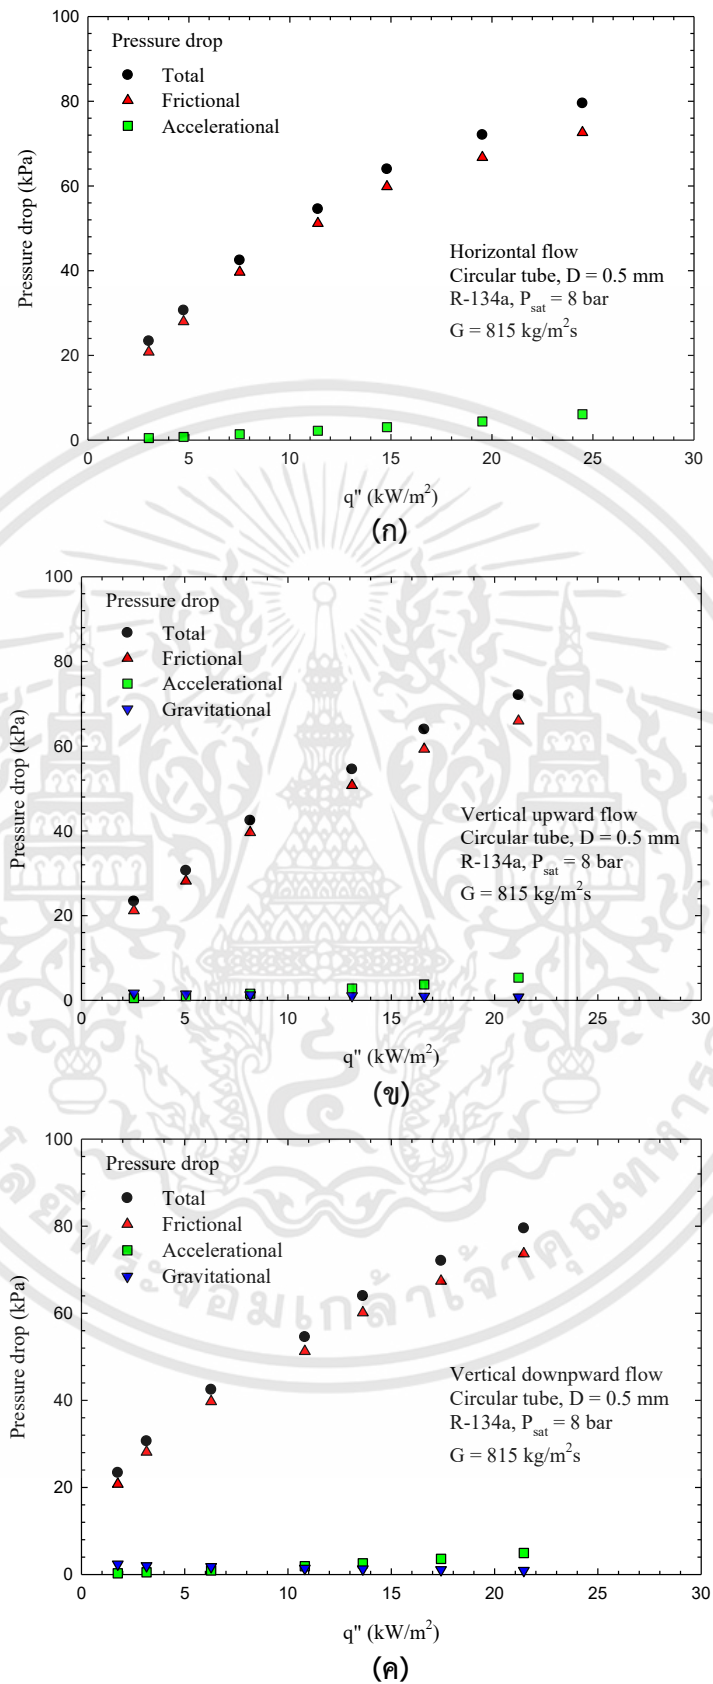 100
Pressure drop
Total
80
Frictional
Accelerational
60
Pressure drop (kPa)
Horizontal flow
40
Circular tube, D = 0.5 mm
R-134a, Psat = 8 bar
G = 815 kg/m²s
20
0
0 5 10 15 20 25 30
q" (kW/m²)
(ก)
100
Pressure drop
Total
80
Frictional
Accelerational
Gravitational
60
Pressure drop (kPa)
Vertical upward flow
40
Circular tube, D = 0.5 mm
R-134a, Psat = 8 bar
G = 815 kg/m²s
20
0
0 5 10 15 20 25 30
q" (kW/m²)
(ข)
100
Pressure drop
Total
80
Frictional
Accelerational
Gravitational
60
Pressure drop (kPa)
Vertical downpward flow
40
Circular tube, D = 0.5 mm
R-134a, Psat = 8 bar
G = 815 kg/m²s
20
0
0 5 10 15 20 25 30
q" (kW/m²)
(ค)